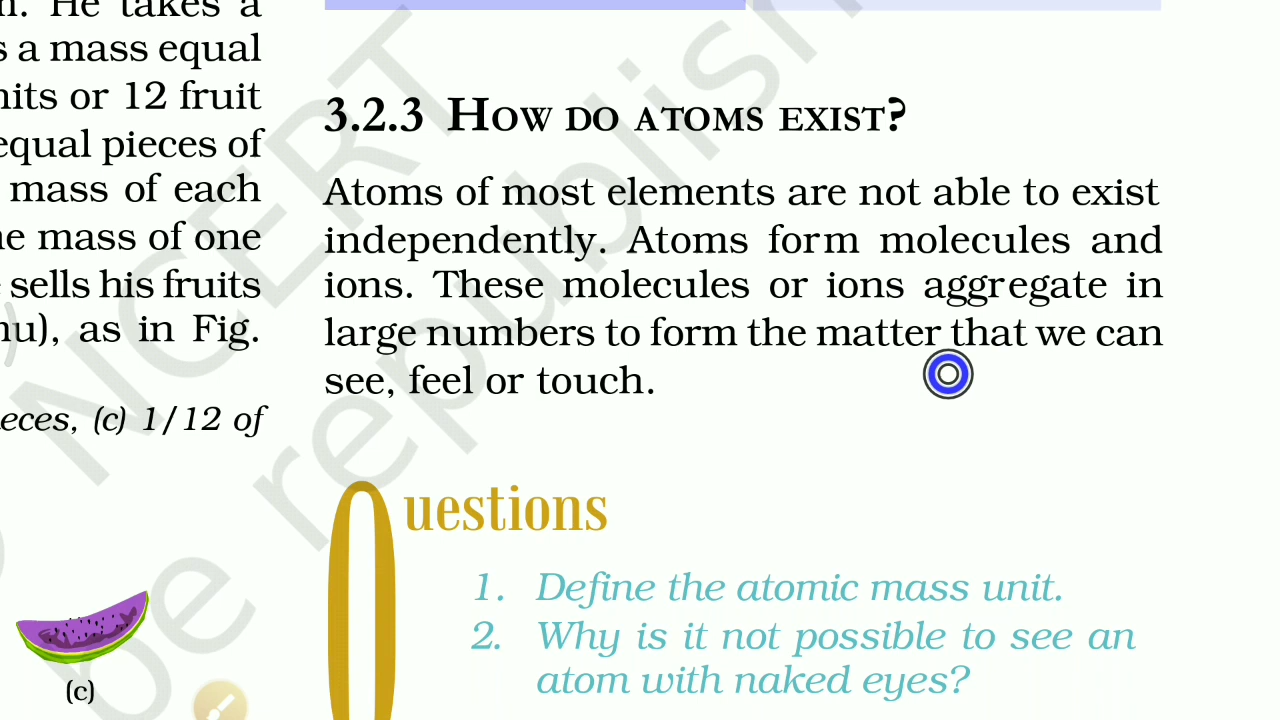 n. He takes a
s a mass equal
nits or 12 fruit
equal pieces of
mass of each
ne mass of one
sells his fruits
nu), as in Fig.
eces, (c) 1/12 of
(c)
3.2.3 HOW DO ATOMS EXIST?
Atoms of most elements are not able to exist
independently. Atoms form molecules and
ions. These molecules or ions aggregate in
large numbers to form the matter that we can
see, feel or touch.
Questions
1. Define the atomic mass unit.
2. Why is it not possible to see an
atom with naked eyes?
NCERT
be republish